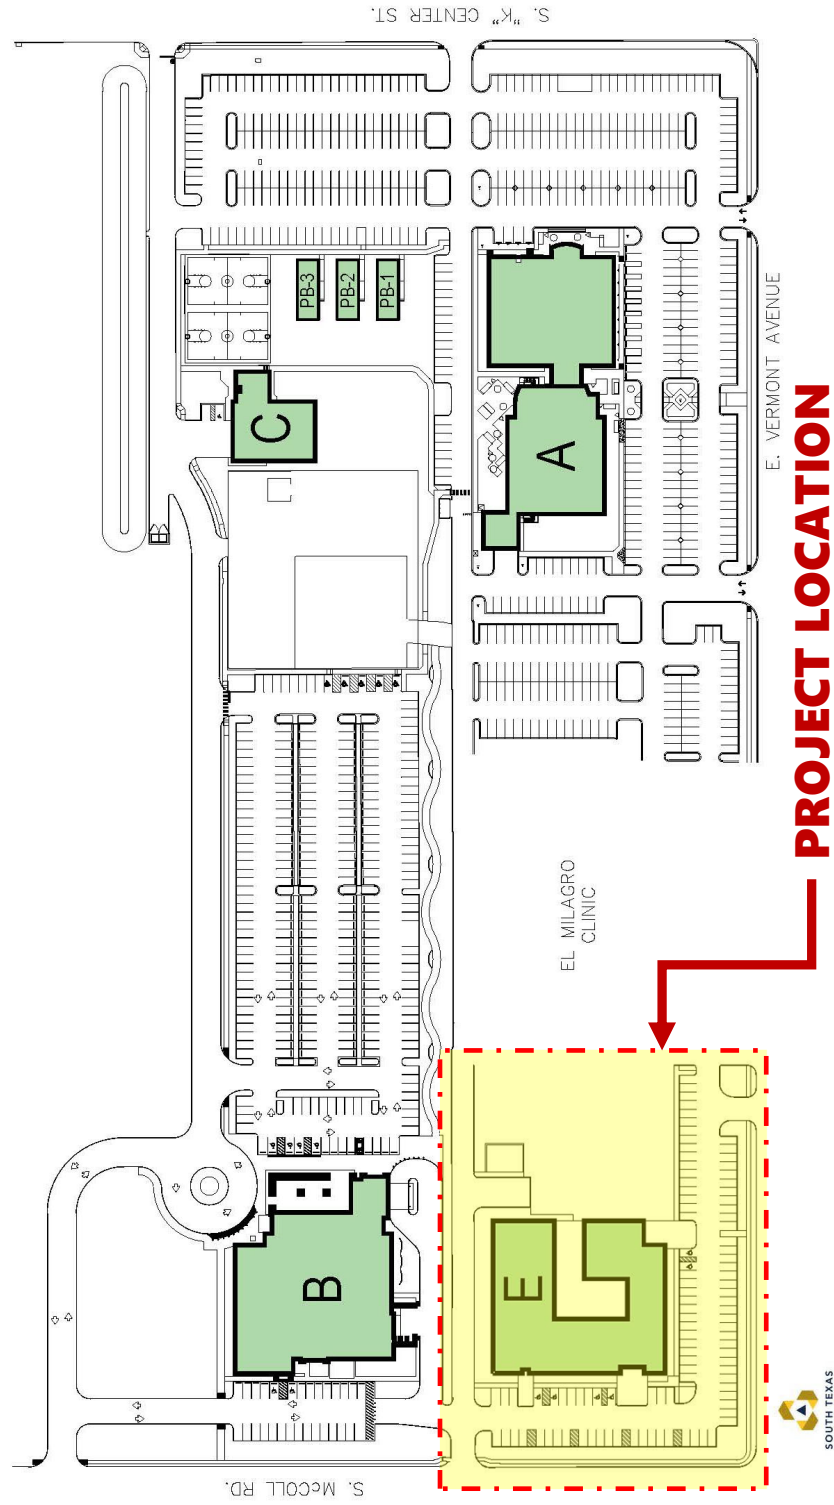 S. "K" CENTER ST.
PB-3
PB-2
PB-1
C
A
E. VERMONT AVENUE
PROJECT LOCATION
EL MILAGRO
CLINIC
B
E
S. McCOLL RD.
SOUTH TEXAS